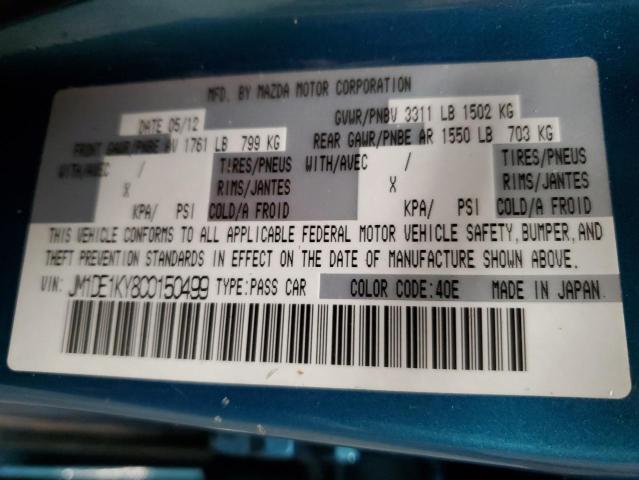 MFD. BY MAZDA MOTOR CORPORATION
DATE 05/12 GVWR/PNBV 3311 LB 1502 KG
FRONT GAWR/PNBE AV 1761 LB 799 KG REAR GAWR/PNBE AR 1550 LB 703 KG
WITH/AVEC / TIRES/PNEUS WITH/AVEC / TIRES/PNEUS
X RIMS/JANTES X RIMS/JANTES
KPA/ PSI COLD/A FROID KPA/ PSI COLD/A FROID
THIS VEHICLE CONFORMS TO ALL APPLICABLE FEDERAL MOTOR VEHICLE SAFETY, BUMPER, AND
THEFT PREVENTION STANDARDS IN EFFECT ON THE DATE OF MANUFACTURE SHOWN ABOVE.
VIN: JM1DE1KY8C0150499 TYPE: PASS CAR COLOR CODE: 40E MADE IN JAPAN